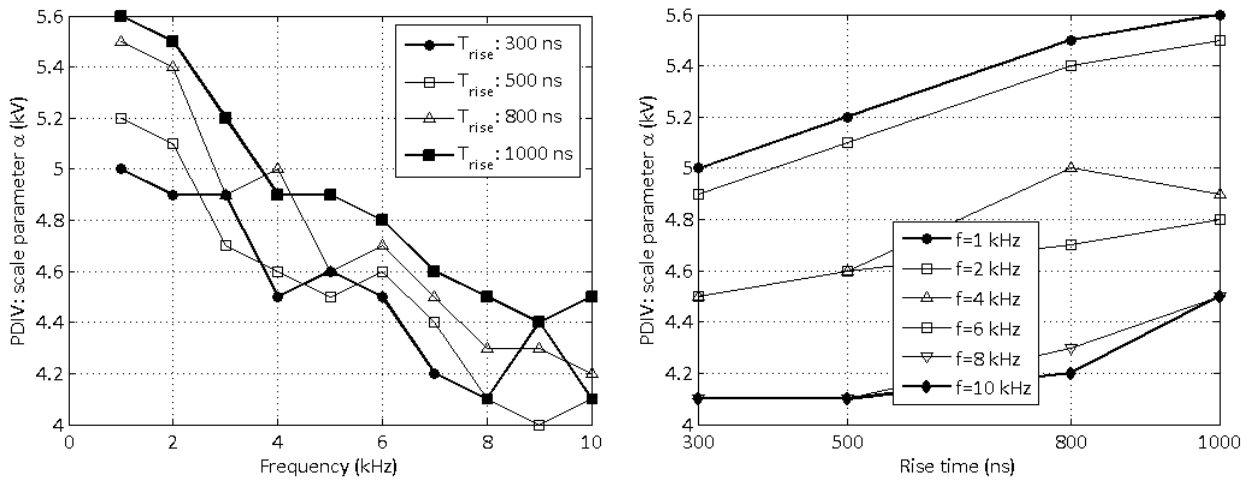 PDIV: scale parameter α (kV)
5.6
5.4
5.2
5
4.8
4.6
4.4
4.2
4
0
2
4
6
8
10
Frequency (kHz)
T_rise: 300 ns
T_rise: 500 ns
T_rise: 800 ns
T_rise: 1000 ns
PDIV: scale parameter α (kV)
5.6
5.4
5.2
5
4.8
4.6
4.4
4.2
4
300
500
800
1000
Rise time (ns)
f=1 kHz
f=2 kHz
f=4 kHz
f=6 kHz
f=8 kHz
f=10 kHz